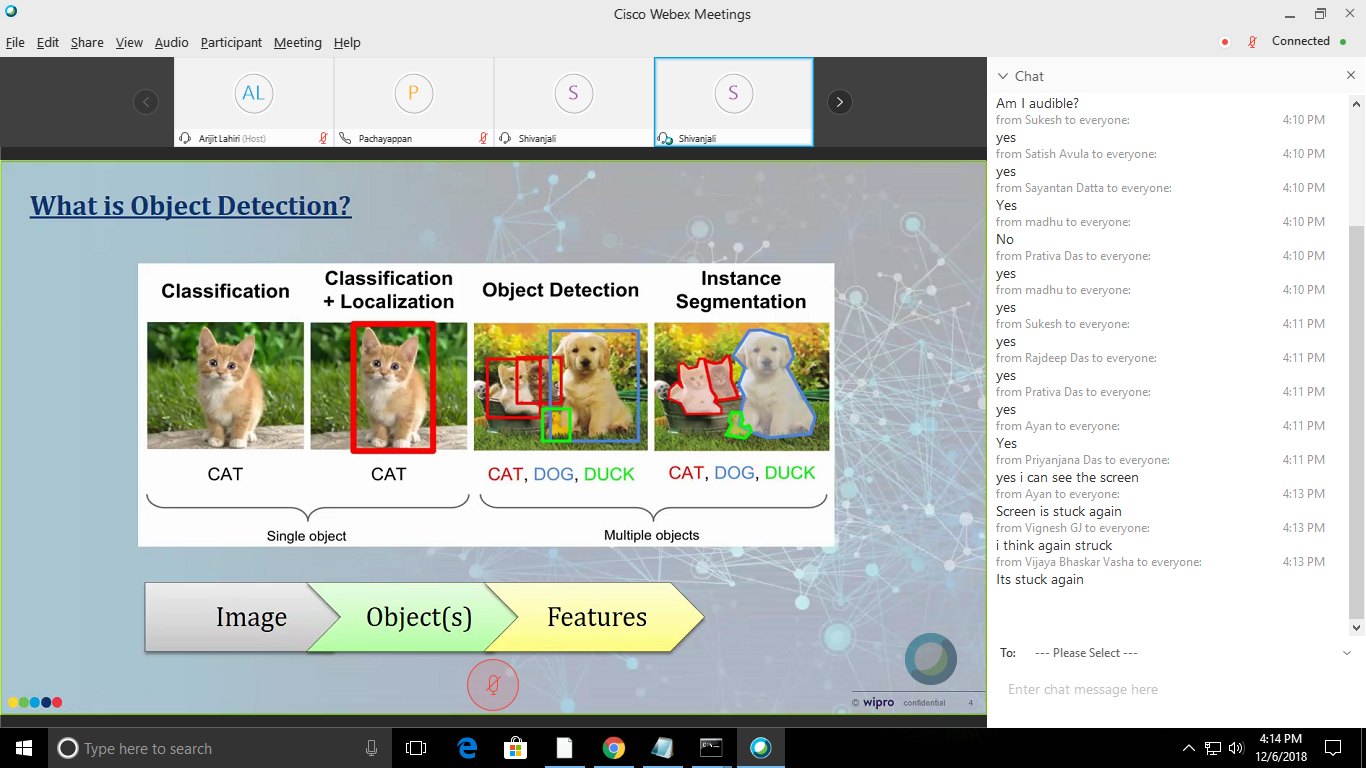 Cisco Webex Meetings
File Edit Share View Audio Participant Meeting Help
Connected
AL
P
S
S
Arijit Lahiri (Host)
Pachayappan
Shivanjali
Shivanjali
What is Object Detection?
Classification
Classification
+ Localization
Object Detection
Instance
Segmentation
CAT
CAT
CAT, DOG, DUCK
CAT, DOG, DUCK
Single object
Multiple objects
Image
Object(s)
Features
© wipro confidential 4
Chat
Am I audible?
from Sukesh to everyone: 4:10 PM
yes
from Satish Avula to everyone: 4:10 PM
yes
from Sayantan Datta to everyone: 4:10 PM
Yes
from madhu to everyone: 4:10 PM
No
from Prativa Das to everyone: 4:10 PM
yes
from madhu to everyone: 4:10 PM
yes
from Sukesh to everyone: 4:11 PM
yes
from Rajdeep Das to everyone: 4:11 PM
yes
from Prativa Das to everyone: 4:11 PM
yes
from Ayan to everyone: 4:11 PM
Yes
from Priyanjana Das to everyone: 4:11 PM
yes i can see the screen
from Ayan to everyone: 4:13 PM
Screen is stuck again
from Vignesh GJ to everyone: 4:13 PM
i think again struck
from Vijaya Bhaskar Vasha to everyone: 4:13 PM
Its stuck again
To: --- Please Select ---
Enter chat message here
Type here to search
4:14 PM
12/6/2018